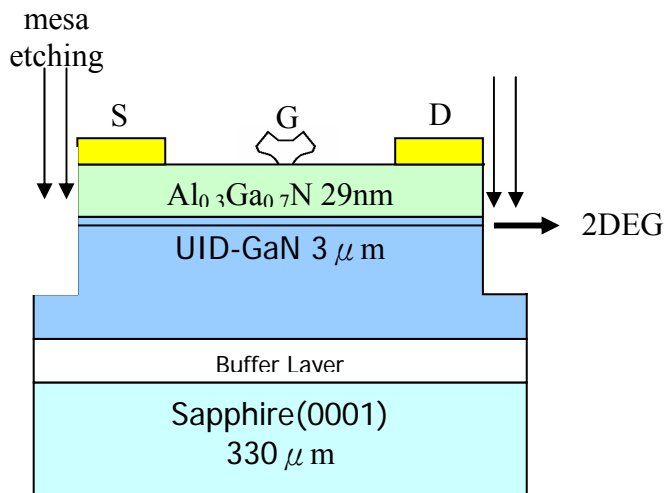 mesa
etching
S
G
D
Al0.3Ga0.7N 29nm
2DEG
UID-GaN 3 μm
Buffer Layer
Sapphire(0001)
330 μm